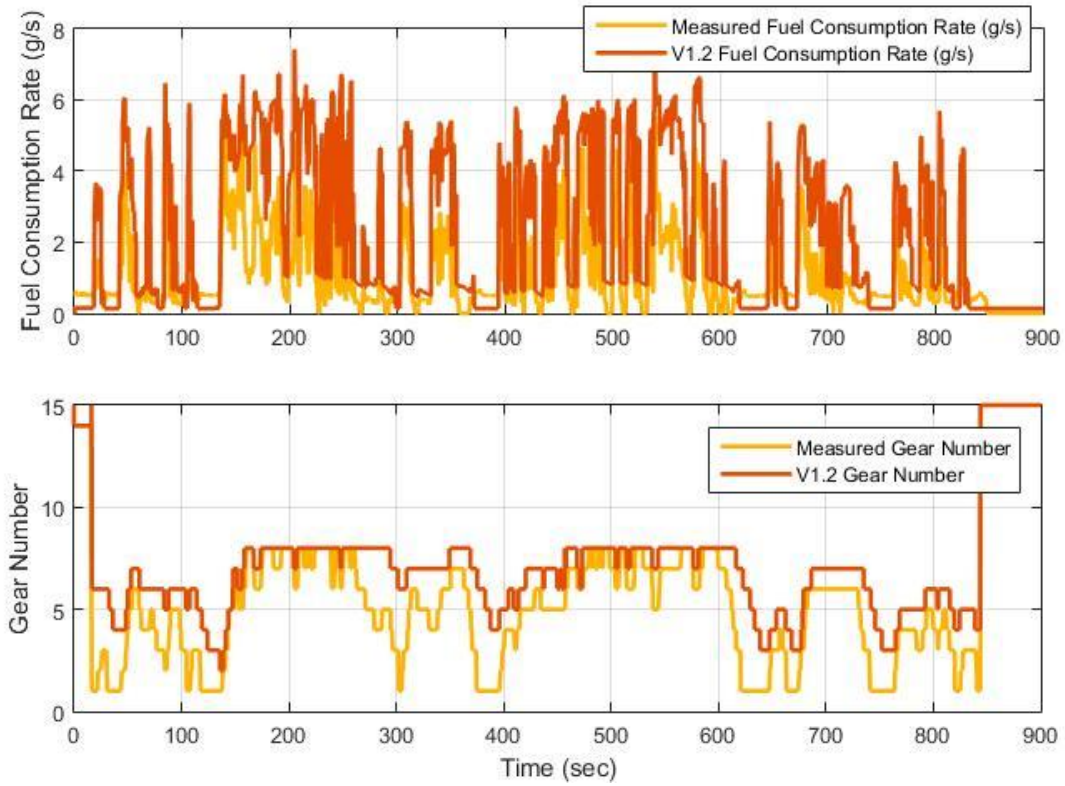 Measured Fuel Consumption Rate (g/s)
V1.2 Fuel Consumption Rate (g/s)
Fuel Consumption Rate (g/s)
8
6
4
2
0
0 100 200 300 400 500 600 700 800 900
Measured Gear Number
V1.2 Gear Number
Gear Number
15
10
5
0
0 100 200 300 400 500 600 700 800 900
Time (sec)